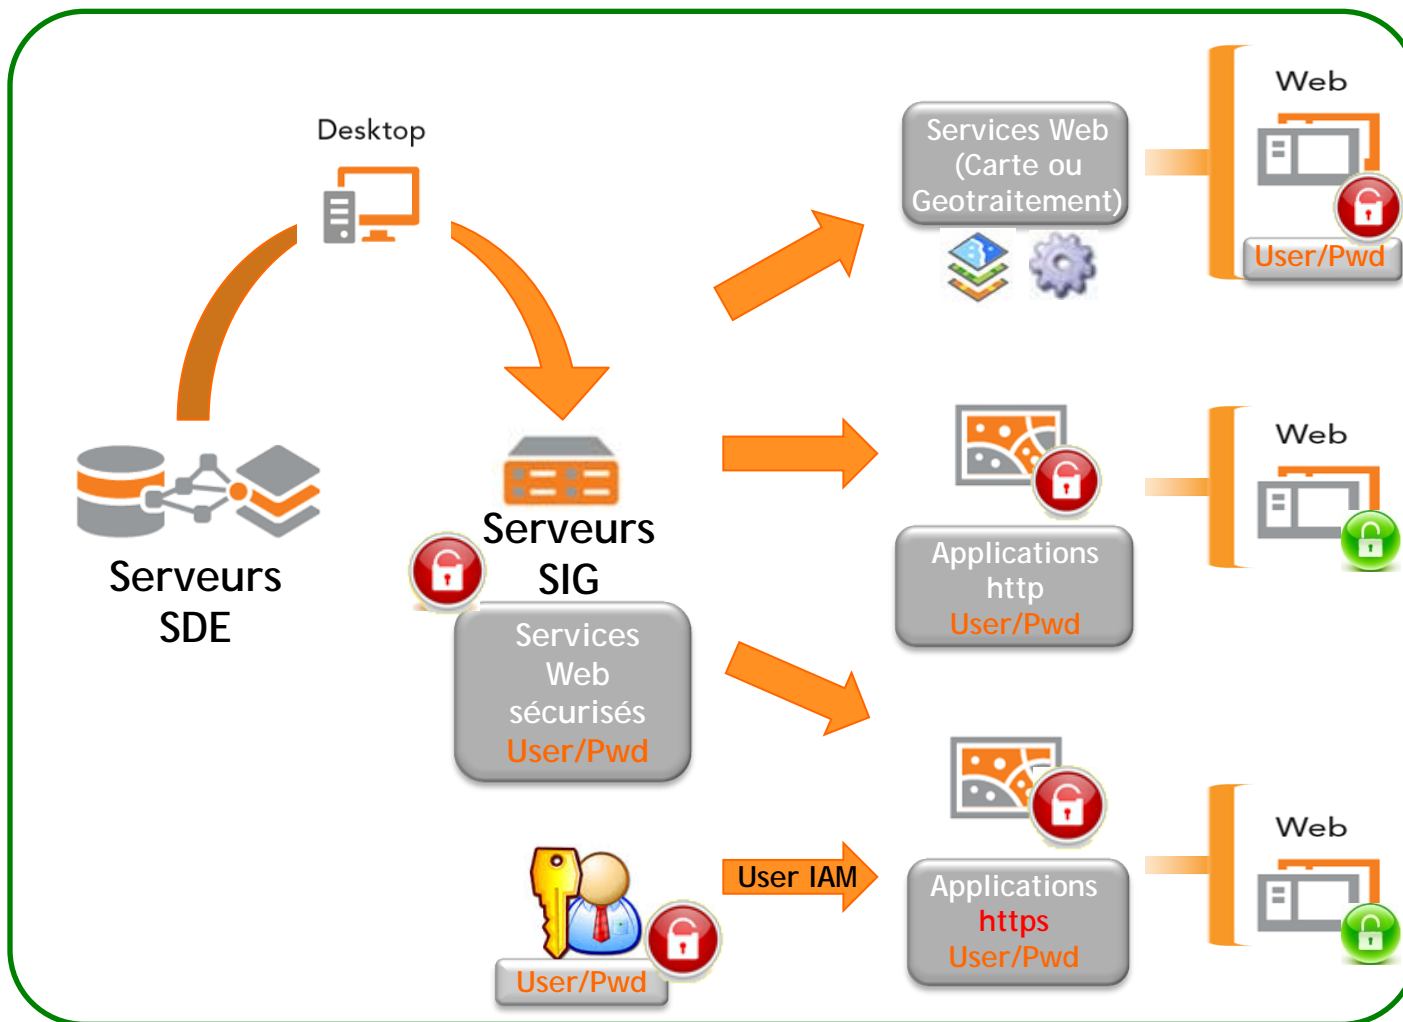 Desktop
Serveurs
SDE
Serveurs
SIG
Services
Web
sécurisés
User/Pwd
User/Pwd
User IAM
Services Web
(Carte ou
Geotraitement)
Web
User/Pwd
Applications
http
User/Pwd
Web
Applications
https
User/Pwd
Web